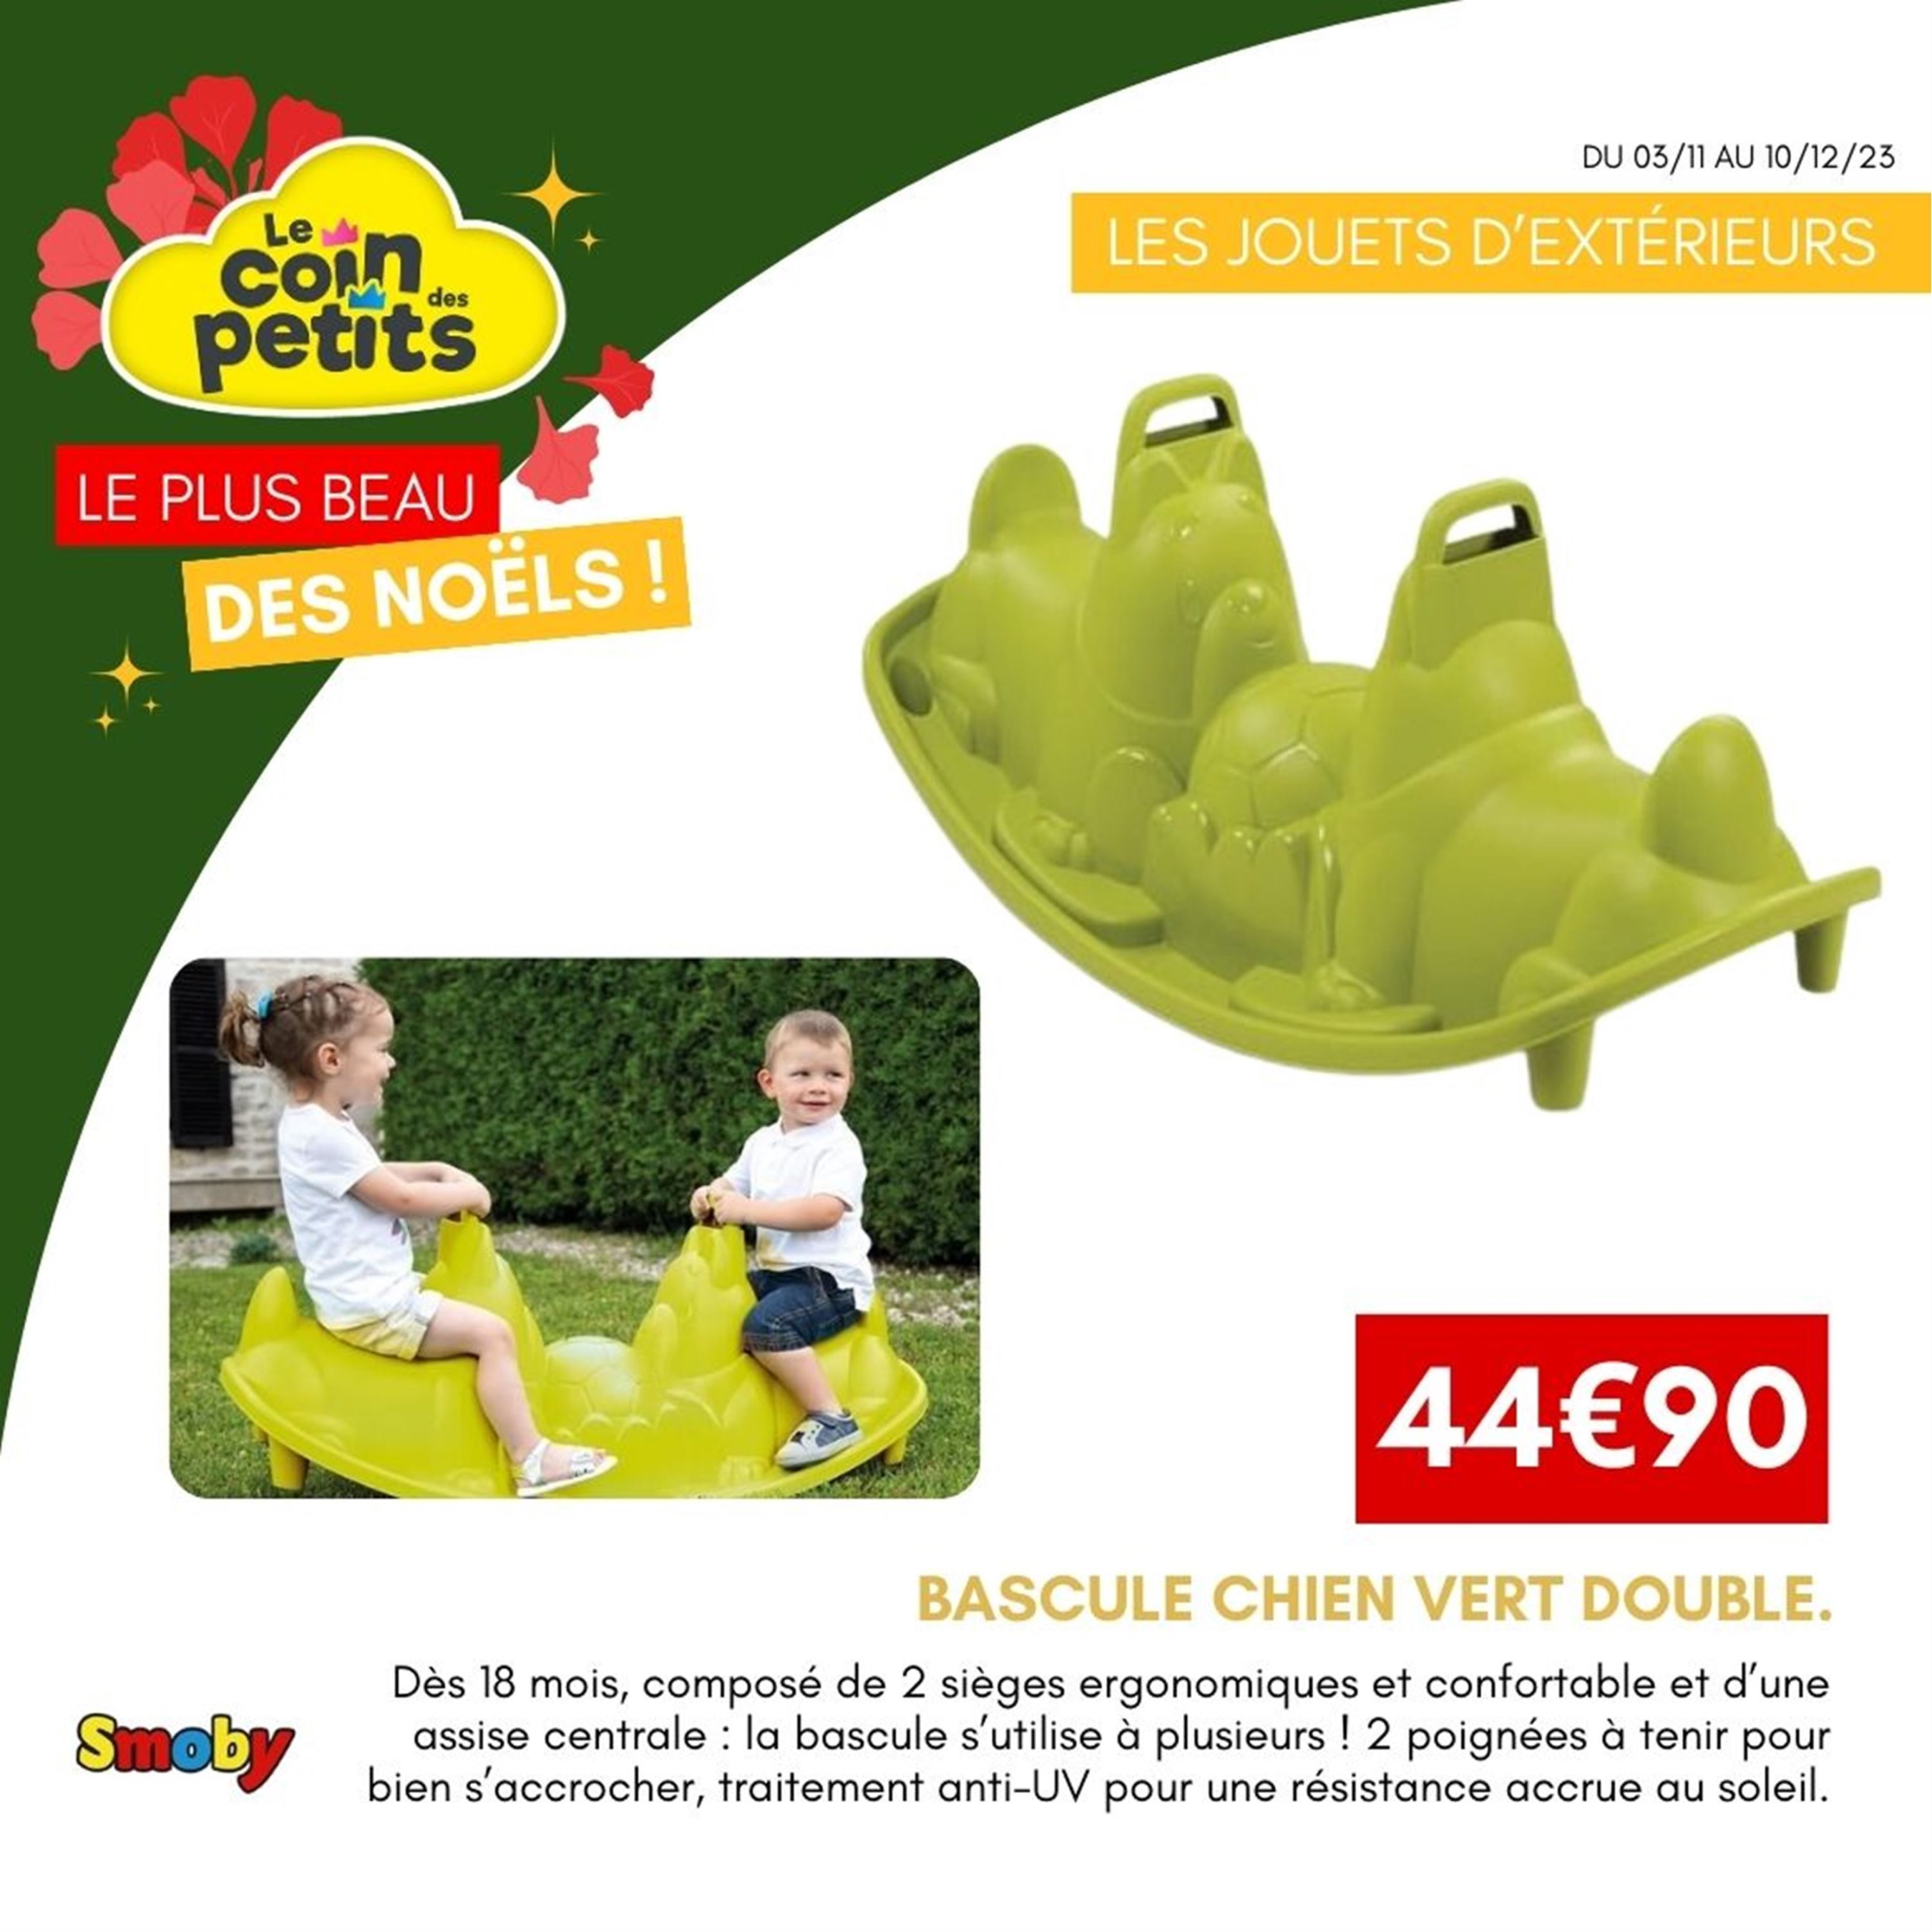 Le
coin
des
petits
LE PLUS BEAU
DES NOËLS !
DU 03/11 AU 10/12/23
LES JOUETS D'EXTÉRIEURS
44€90
BASCULE CHIEN VERT DOUBLE.
Dès 18 mois, composé de 2 sièges ergonomiques et confortable et d'une
assise centrale : la bascule s'utilise à plusieurs ! 2 poignées à tenir pour
bien s'accrocher, traitement anti-UV pour une résistance accrue au soleil.
Smoby